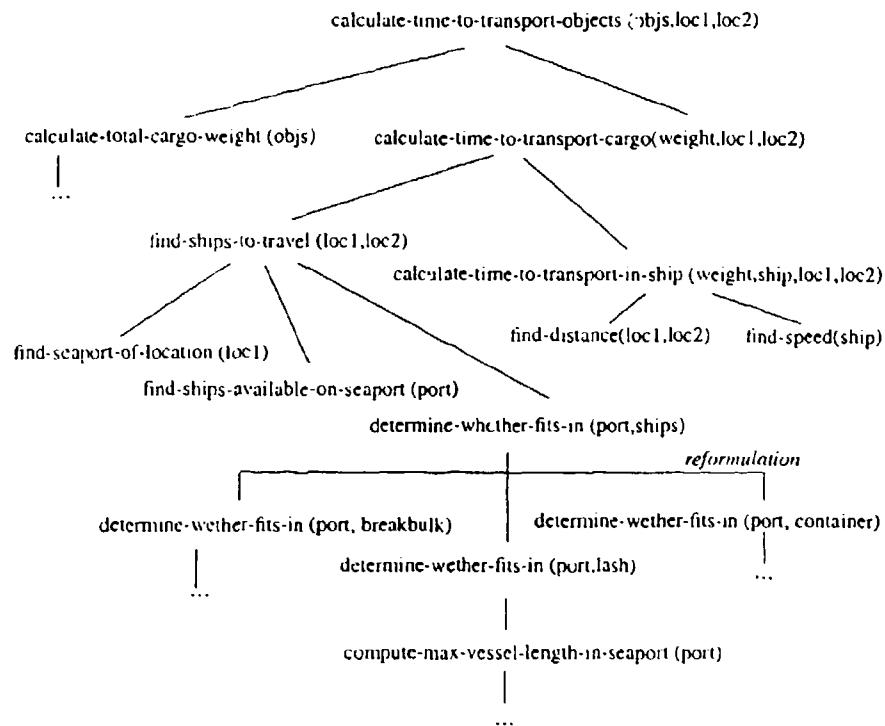 calculate-time-to-transport-objects (objs,loc1,loc2)
calculate-total-cargo-weight (objs)
calculate-time-to-transport-cargo(weight,loc1,loc2)
...
find-ships-to-travel (loc1,loc2)
calculate-time-to-transport-in-ship (weight,ship,loc1,loc2)
find-distance(loc1,loc2)
find-speed(ship)
find-seaport-of-location (loc1)
find-ships-available-on-seaport (port)
determine-whether-fits-in (port,ships)
reformulation
determine-wether-fits-in (port, breakbulk)
determine-wether-fits-in (port, container)
determine-wether-fits-in (port,lash)
...
...
compute-max-vessel-length-in-seaport (port)
...